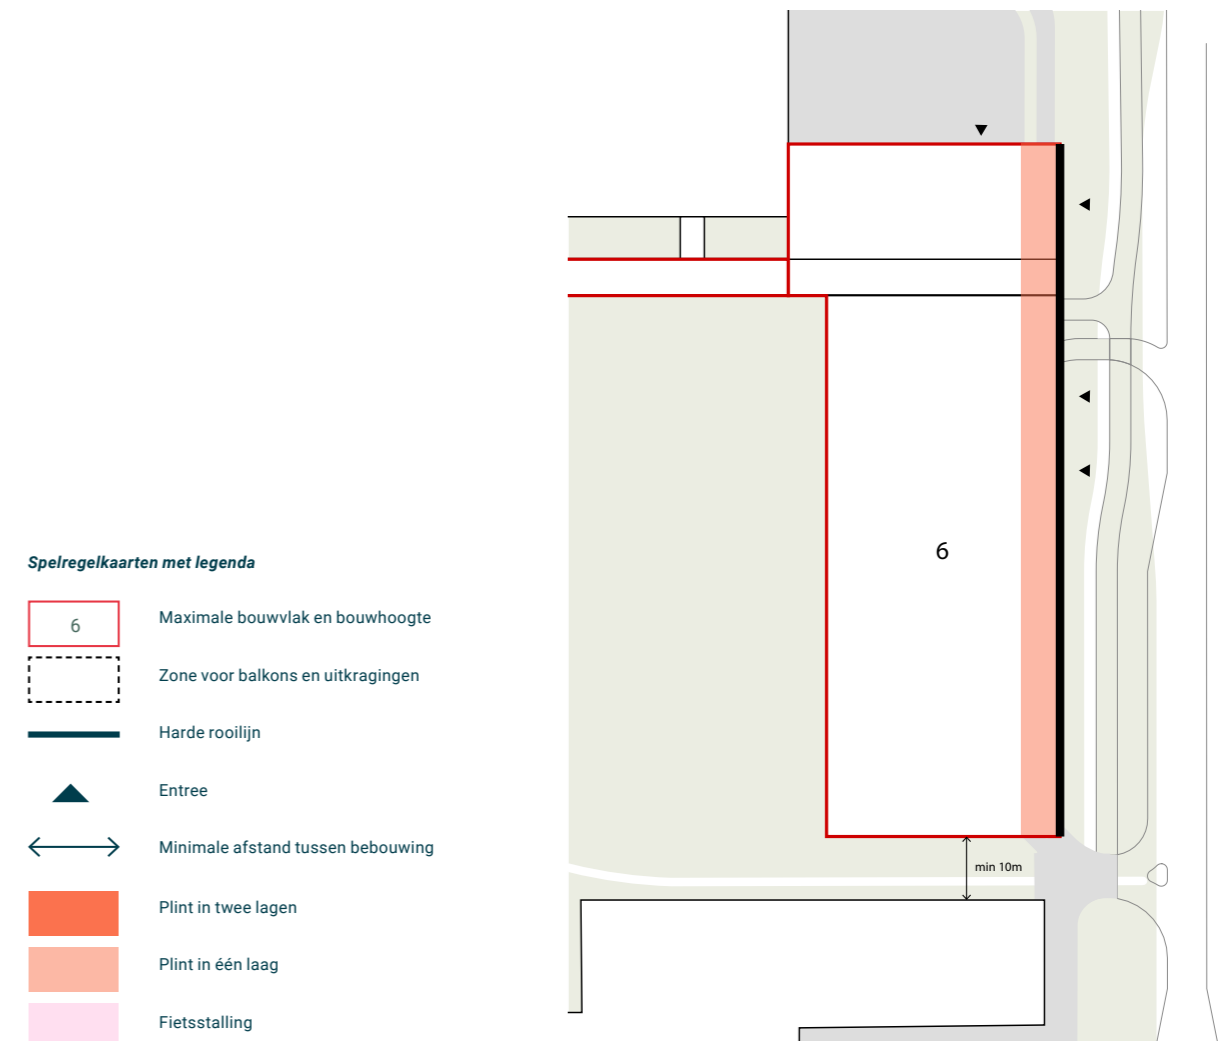 Spelregelkaarten met legenda
6
Maximale bouwvlak en bouwhoogte
Zone voor balkons en uitkragingen
Harde rooilijn
Entree
Minimale afstand tussen bebouwing
Plint in twee lagen
Plint in één laag
Fietsstalling
6
min 10m